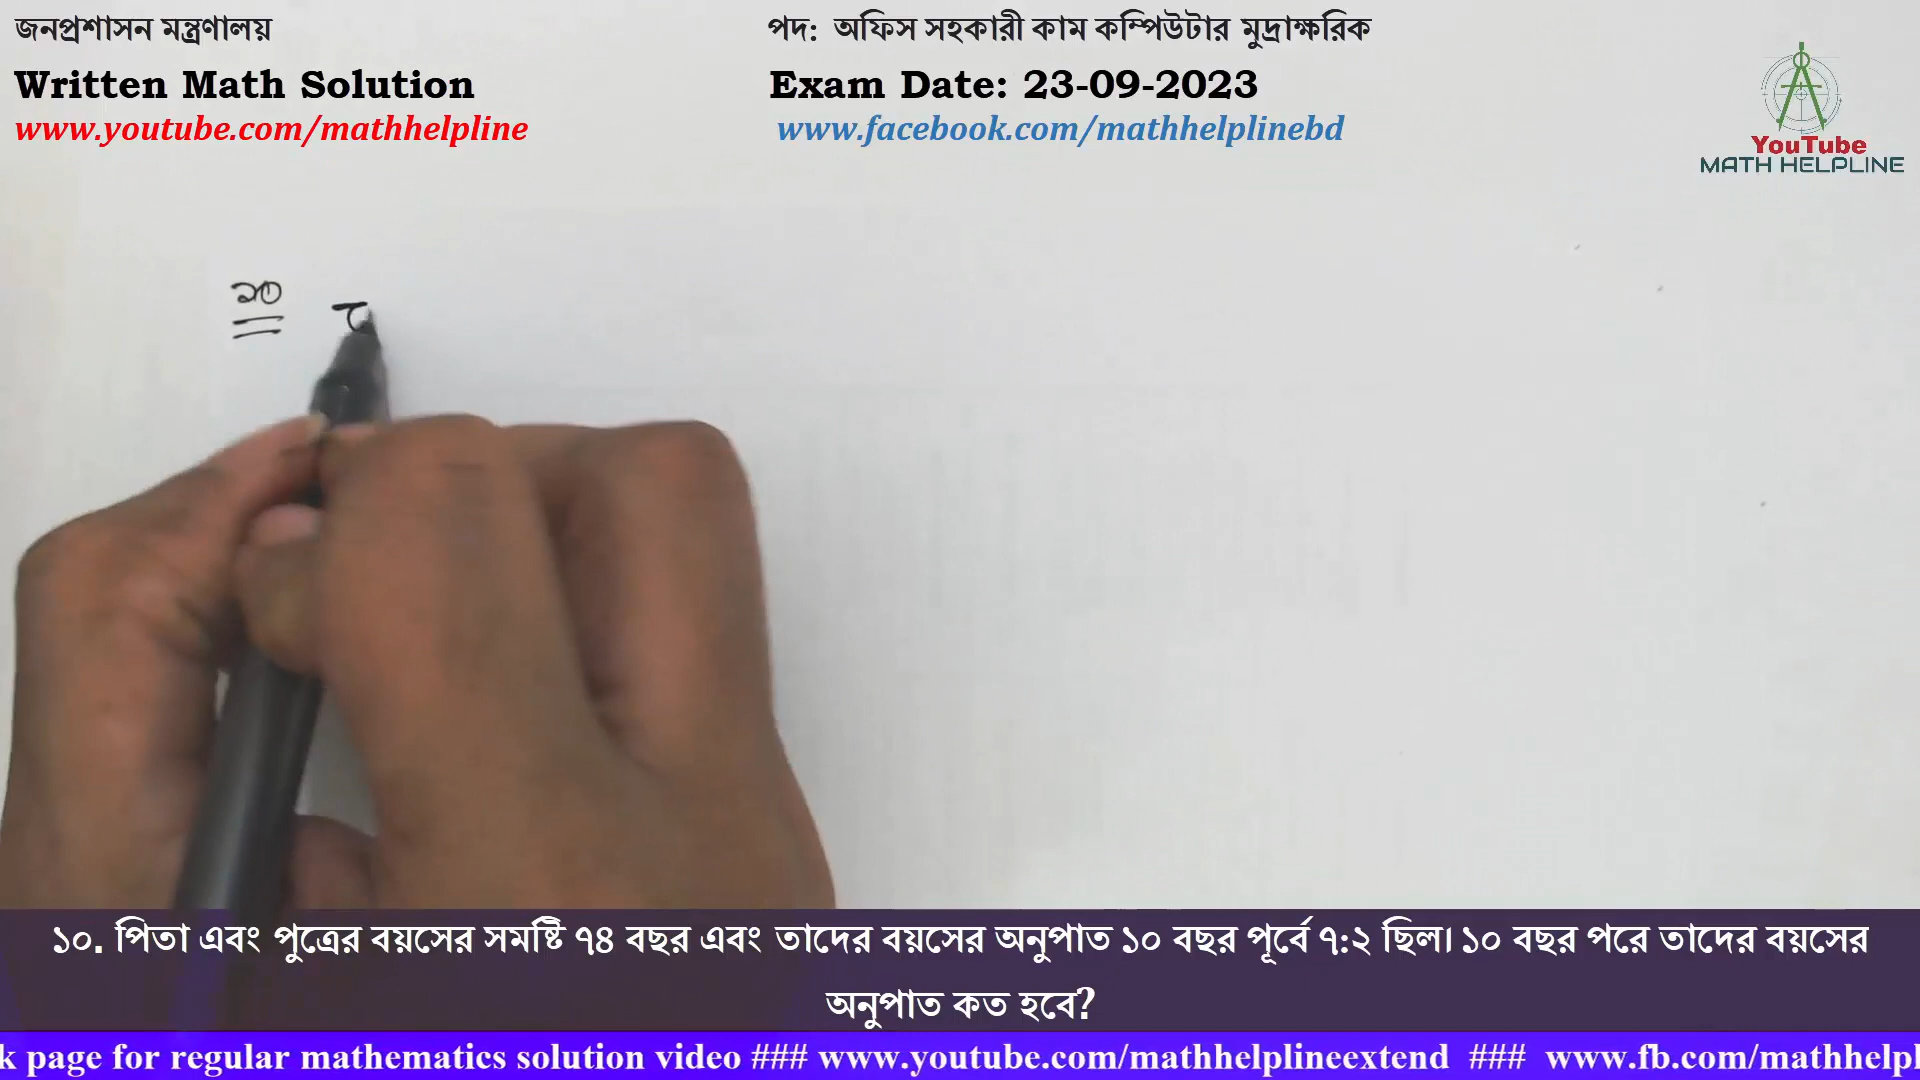 জনপ্রশাসন মন্ত্রণালয়
পদ: অফিস সহকারী কাম কম্পিউটার মুদ্রাক্ষরিক
Written Math Solution
Exam Date: 23-09-2023
www.youtube.com/mathhelpline
www.facebook.com/mathhelplinebd
YouTube
MATH HELPLINE
১০
১০. পিতা এবং পুত্রের বয়সের সমষ্টি ৭৪ বছর এবং তাদের বয়সের অনুপাত ১০ বছর পূর্বে ৭:২ ছিল। ১০ বছর পরে তাদের বয়সের
অনুপাত কত হবে?
k page for regular mathematics solution video ### www.youtube.com/mathhelplineextend ### www.fb.com/mathhelpl